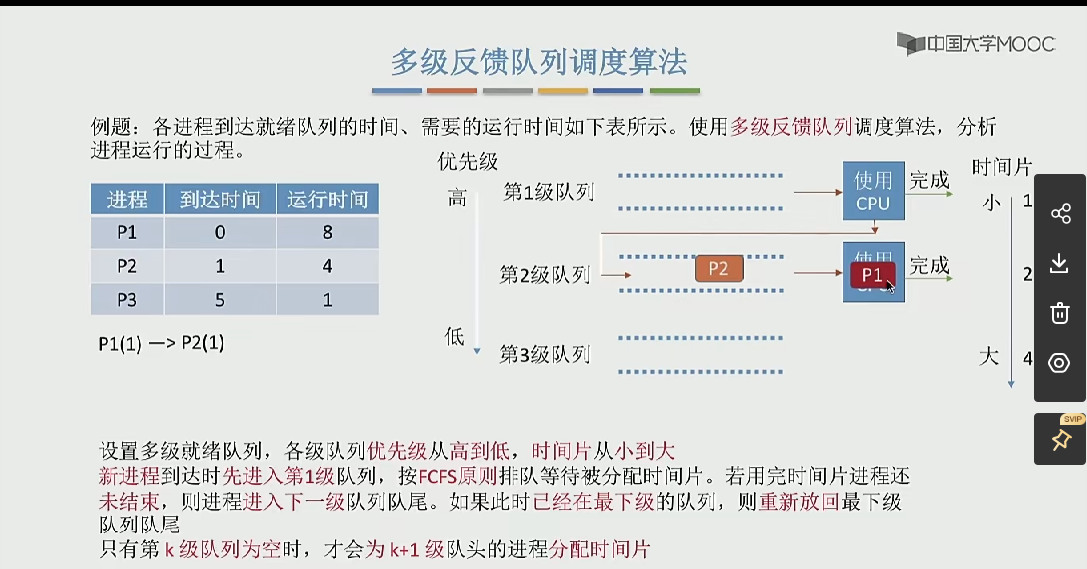 中国大学MOOC
多级反馈队列调度算法
例题：各进程到达就绪队列的时间、需要的运行时间如下表所示。使用多级反馈队列调度算法，分析
进程运行的过程。
进程 到达时间 运行时间
P1 0 8
P2 1 4
P3 5 1
P1(1) —> P2(1)
优先级
高
低
第1级队列
使用
CPU
完成
第2级队列
P2
使用
P1
完成
第3级队列
时间片
小 1
2
大 4
SVIP
设置多级就绪队列，各级队列优先级从高到低，时间片从小到大
新进程到达时先进入第1级队列，按FCFS原则排队等待被分配时间片。若用完时间片进程还
未结束，则进程进入下一级队列队尾。如果此时已经在最下级的队列，则重新放回最下级
队列队尾
只有第 k 级队列为空时，才会为 k+1 级队头的进程分配时间片